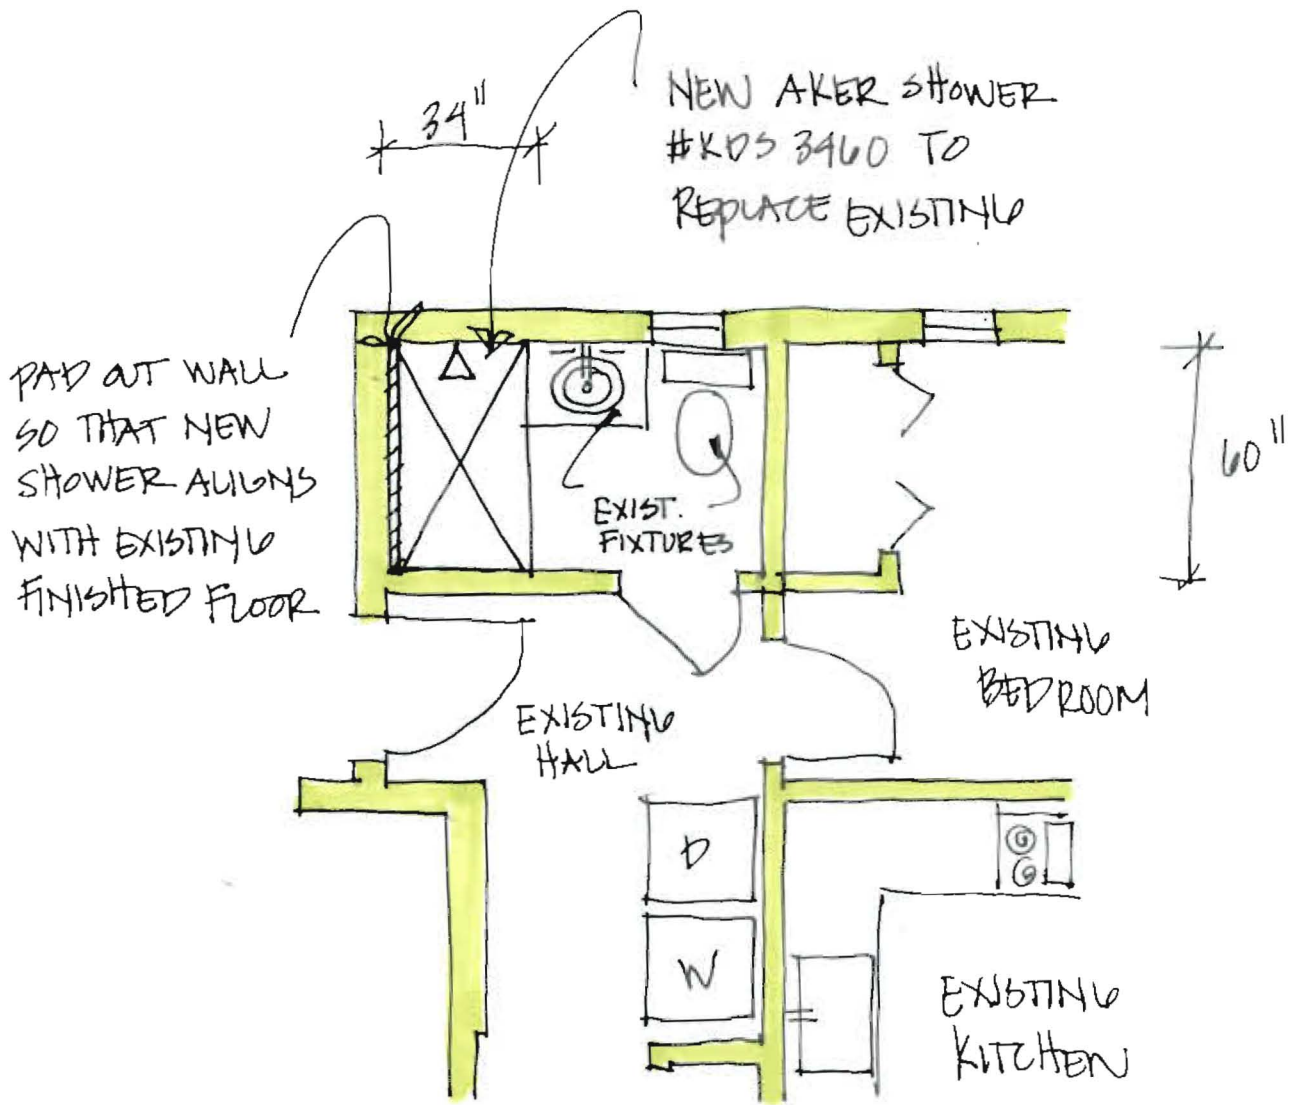 34"
NEW AKER SHOWER
#KDS 3460 TO
REPLACE EXISTING
PAD OUT WALL
SO THAT NEW
SHOWER ALIGNS
WITH EXISTING
FINISHED FLOOR
60"
EXIST.
FIXTURES
EXISTING
BEDROOM
EXISTING
HALL
D
W
EXISTING
KITCHEN